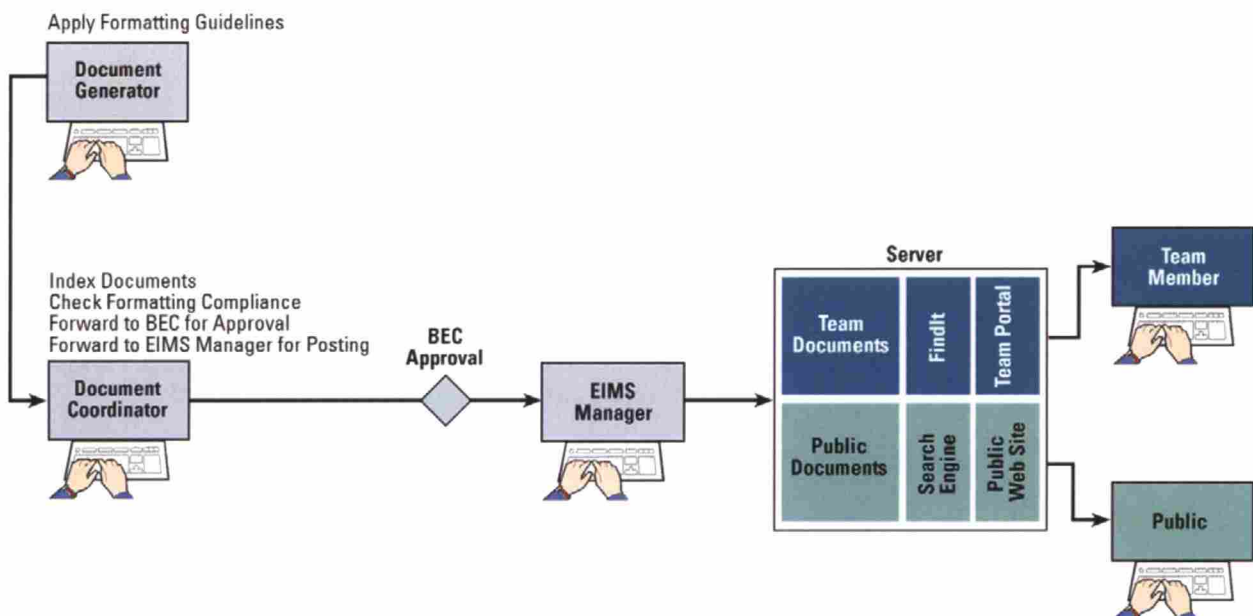 Apply Formatting Guidelines
Document
Generator
Index Documents
Check Formatting Compliance
Forward to BEC for Approval
Forward to EIMS Manager for Posting
Document
Coordinator
BEC
Approval
EIMS
Manager
Server
Team
Documents
FindIt
Team Portal
Public
Documents
Search
Engine
Public
Web Site
Team
Member
Public